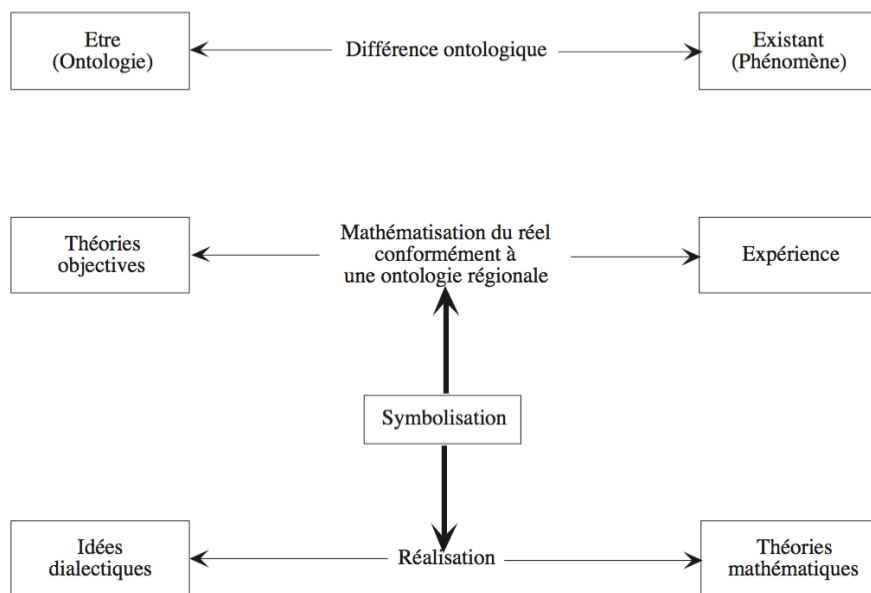 Etre
(Ontologie)
Différence ontologique
Existant
(Phénomène)
Théories
objectives
Mathématisation du réel
conformément à
une ontologie régionale
Expérience
Symbolisation
Idées
dialectiques
Réalisation
Théories
mathématiques